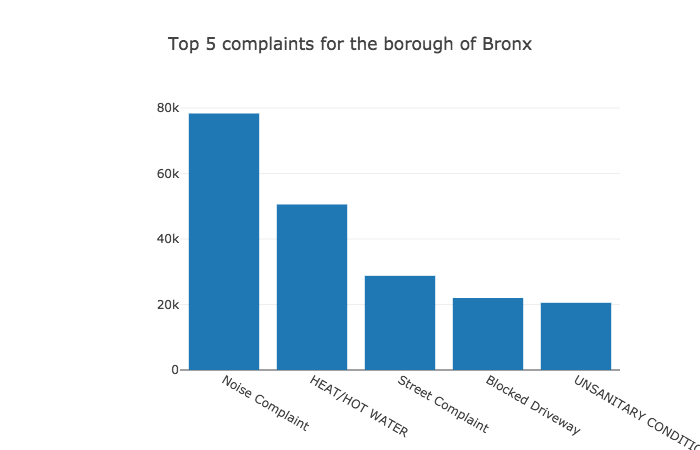 Top 5 complaints for the borough of Bronx
80k
60k
40k
20k
0
Noise Complaint
HEAT/HOT WATER
Street Complaint
Blocked Driveway
UNSANITARY